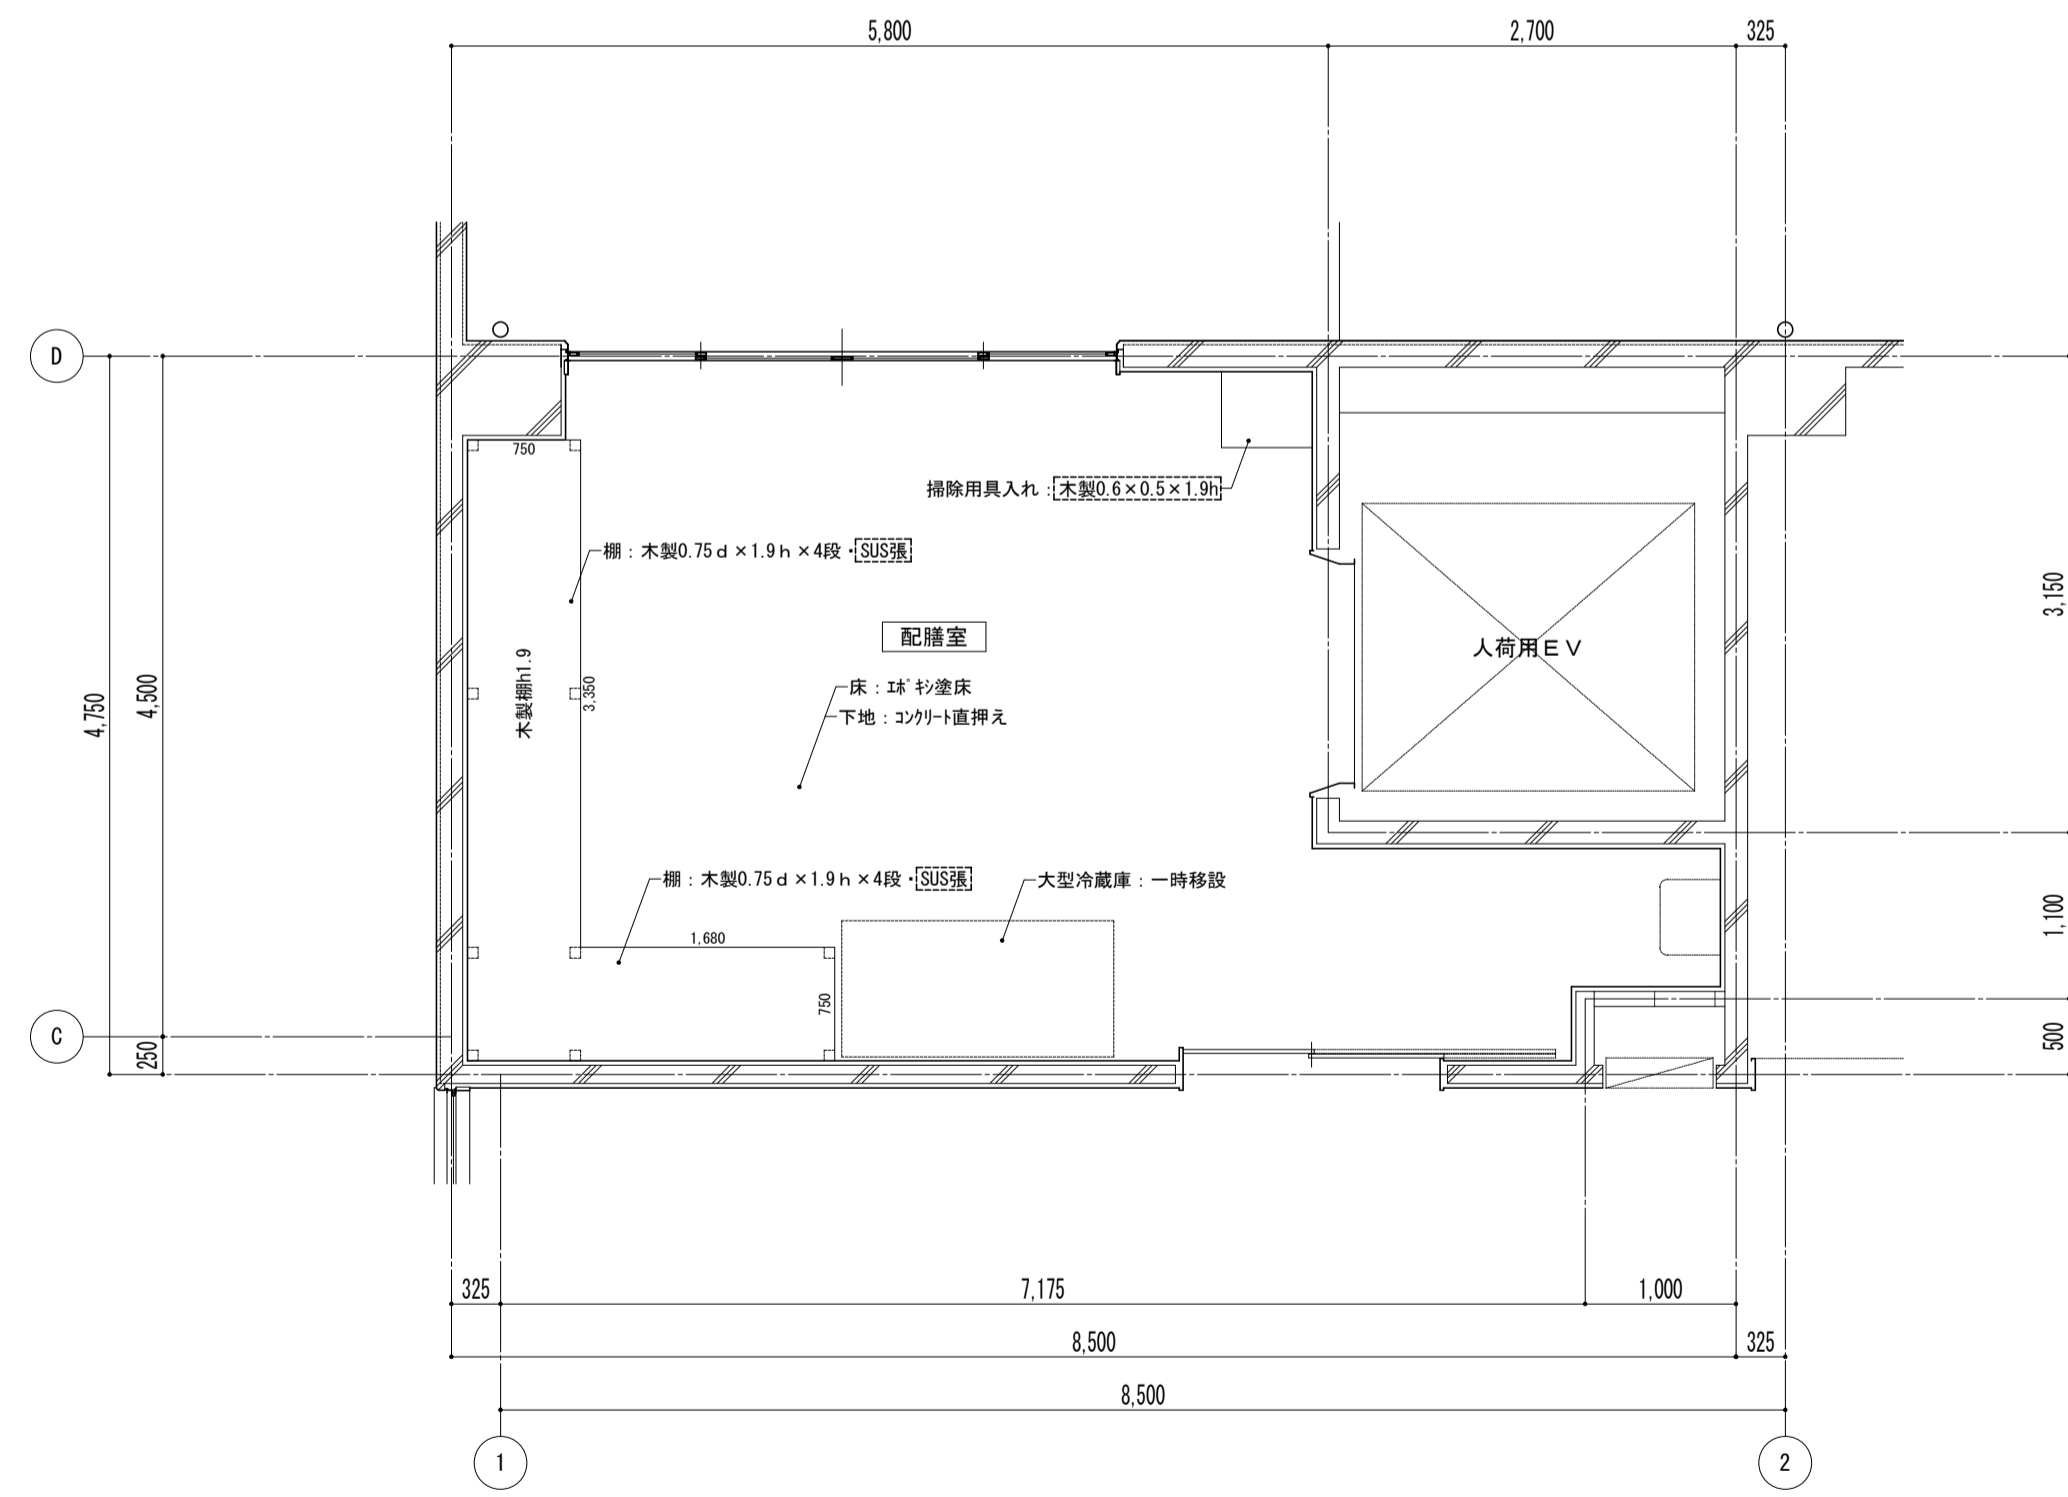 5,800
2,700
325
D
750
掃除用具入れ：木製0.6×0.5×1.9h
棚：木製0.75ｄ×1.9ｈ×4段・SUS張
3,150
配膳室
人荷用ＥＶ
木製棚h1.9
3,350
床：ｴﾎﾟｷｼ塗床
下地：ｺﾝｸﾘｰﾄ直押え
4,750
4,500
棚：木製0.75ｄ×1.9ｈ×4段・SUS張
大型冷蔵庫：一時移設
1,100
1,680
750
C
250
500
325
7,175
1,000
8,500
325
8,500
1
2